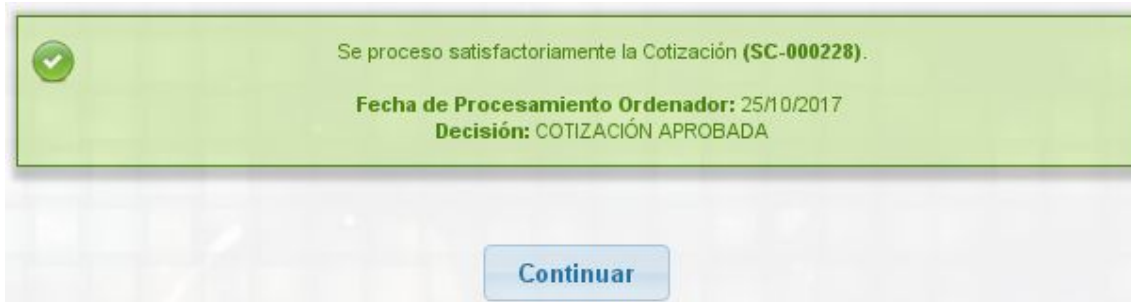 Se proceso satisfactoriamente la Cotización (SC-000228).
Fecha de Procesamiento Ordenador: 25/10/2017
Decisión: COTIZACIÓN APROBADA
Continuar